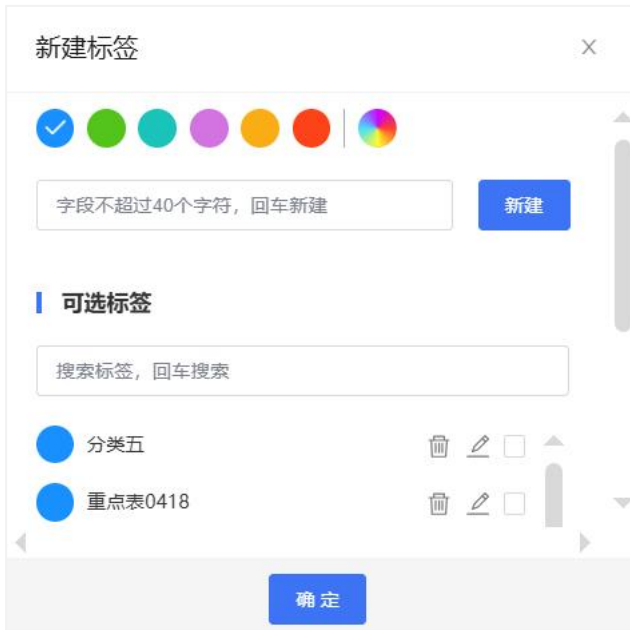 新建标签
字段不超过40个字符，回车新建
新建
可选标签
搜索标签，回车搜索
分类五
重点表0418
确定